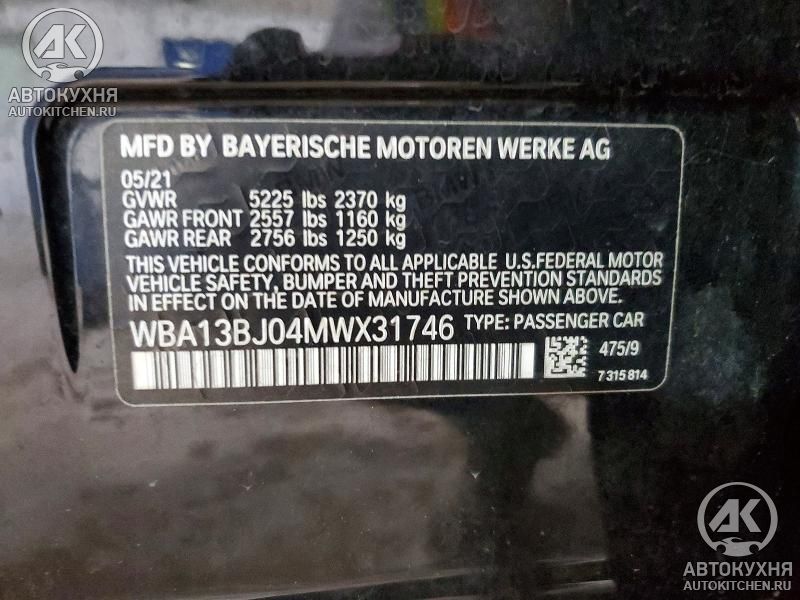 АК
АВТОКУХНЯ
AUTOKITCHEN.RU
MFD BY BAYERISCHE MOTOREN WERKE AG
05/21
GVWR 5225 lbs 2370 kg
GAWR FRONT 2557 lbs 1160 kg
GAWR REAR 2756 lbs 1250 kg
THIS VEHICLE CONFORMS TO ALL APPLICABLE U.S.FEDERAL MOTOR
VEHICLE SAFETY, BUMPER AND THEFT PREVENTION STANDARDS
IN EFFECT ON THE DATE OF MANUFACTURE SHOWN ABOVE.
WBA13BJ04MWX31746 TYPE: PASSENGER CAR
475/9
7315814
АК
АВТОКУХНЯ
AUTOKITCHEN.RU